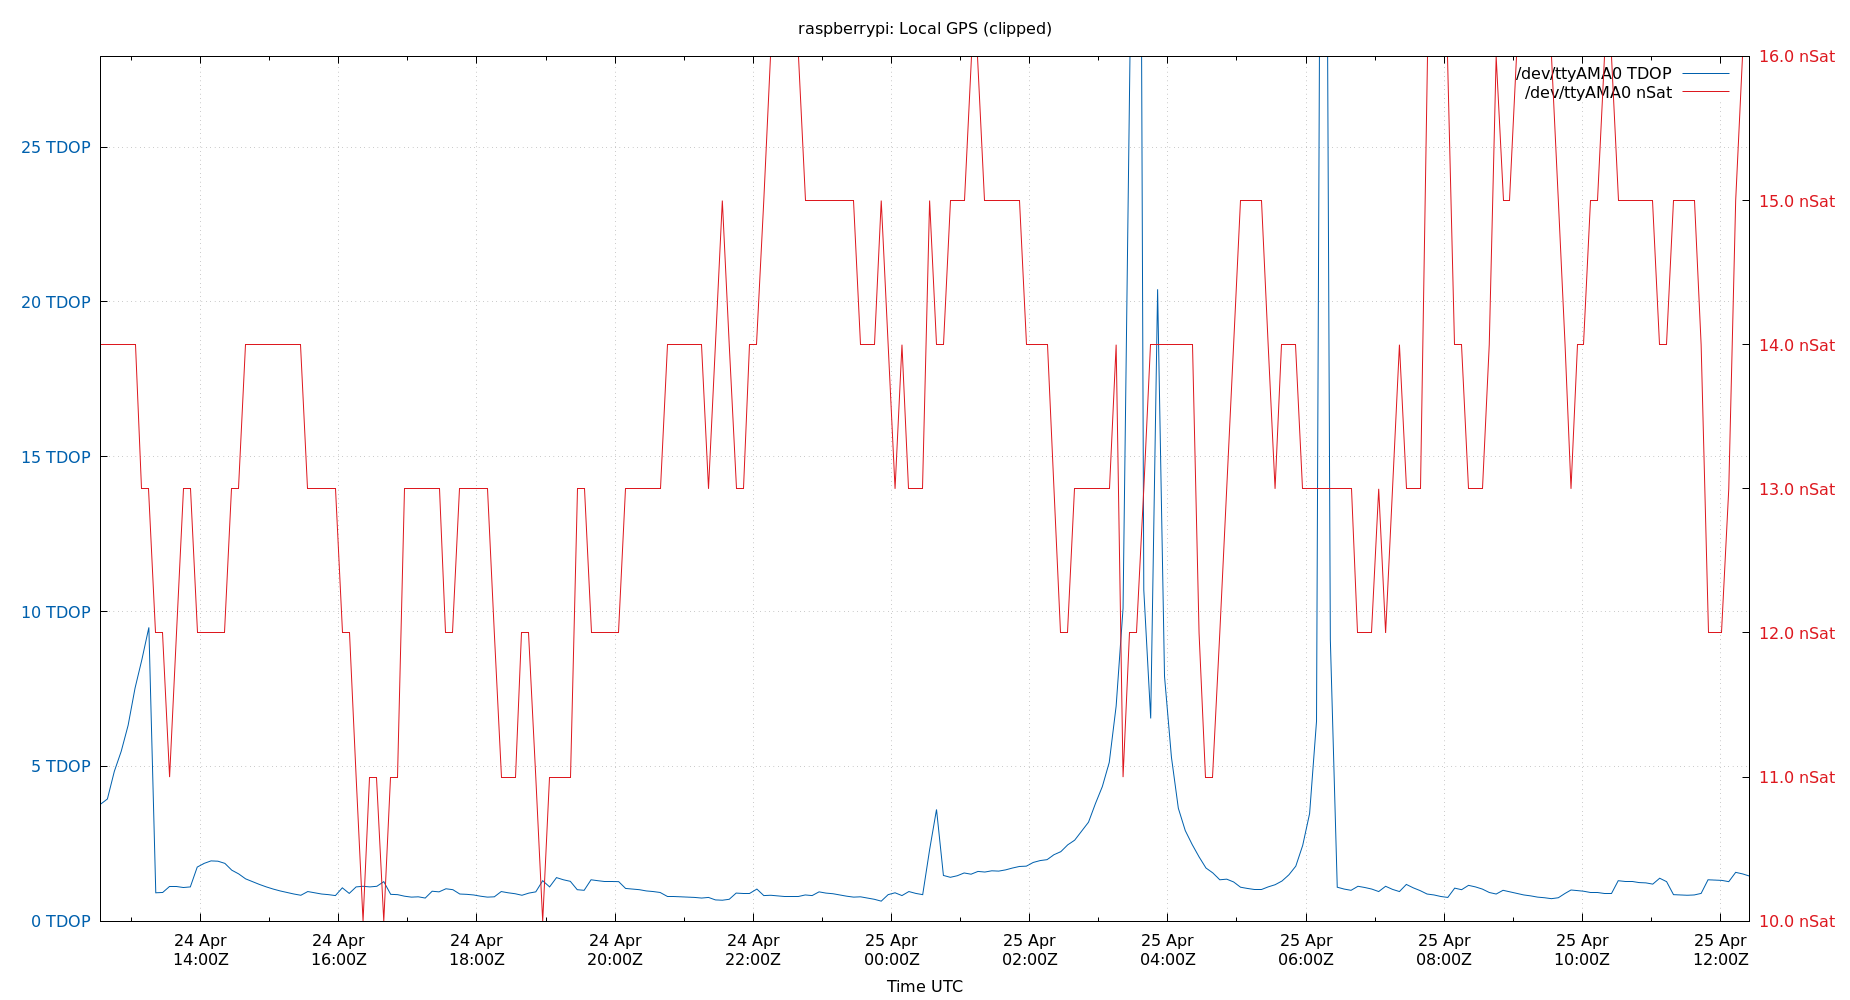 raspberrypi: Local GPS (clipped)
16.0 nSat
/dev/ttyAMA0 TDOP
/dev/ttyAMA0 nSat
25 TDOP
15.0 nSat
20 TDOP
14.0 nSat
15 TDOP
13.0 nSat
10 TDOP
12.0 nSat
5 TDOP
11.0 nSat
0 TDOP
10.0 nSat
24 Apr 24 Apr 24 Apr 24 Apr 24 Apr 25 Apr 25 Apr 25 Apr 25 Apr 25 Apr 25 Apr 25 Apr
14:00Z 16:00Z 18:00Z 20:00Z 22:00Z 00:00Z 02:00Z 04:00Z 06:00Z 08:00Z 10:00Z 12:00Z
Time UTC